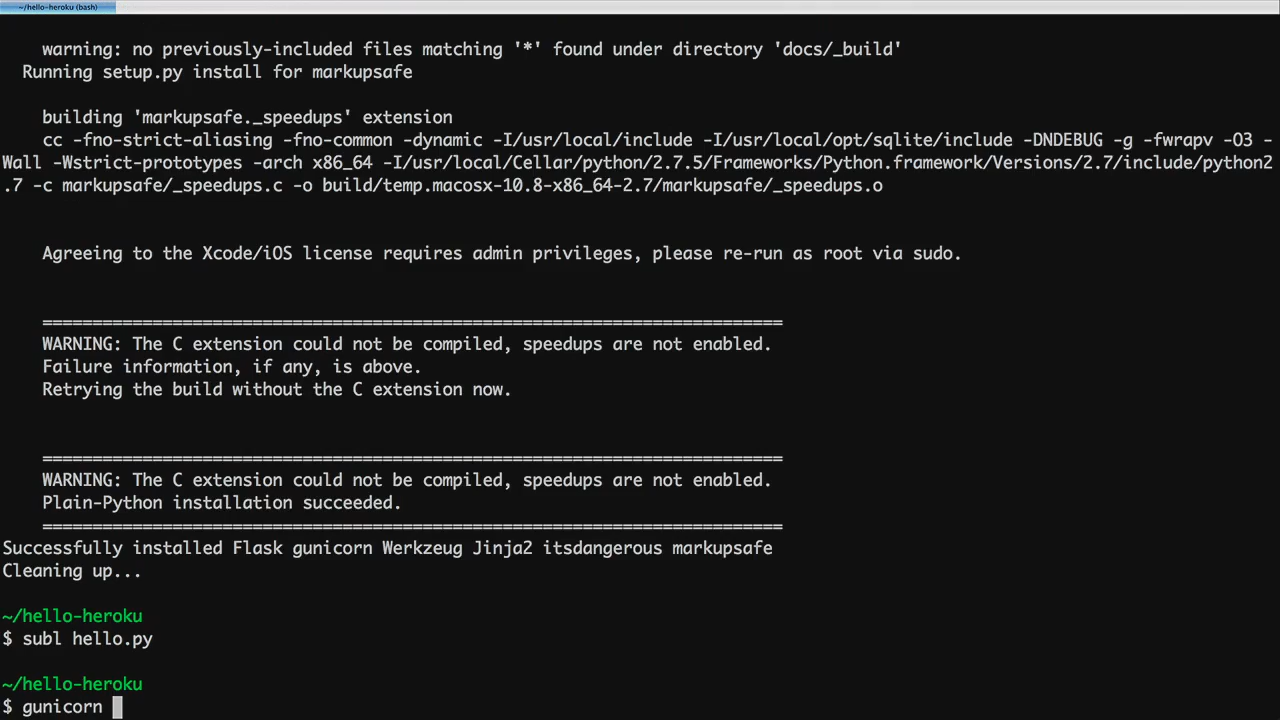 ~/hello-heroku (bash)
warning: no previously-included files matching '*' found under directory 'docs/_build'
Running setup.py install for markupsafe
building 'markupsafe._speedups' extension
cc -fno-strict-aliasing -fno-common -dynamic -I/usr/local/include -I/usr/local/opt/sqlite/include -DNDEBUG -g -fwrapv -O3 -
Wall -Wstrict-prototypes -arch x86_64 -I/usr/local/Cellar/python/2.7.5/Frameworks/Python.framework/Versions/2.7/include/python2
.7 -c markupsafe/_speedups.c -o build/temp.macosx-10.8-x86_64-2.7/markupsafe/_speedups.o
Agreeing to the Xcode/iOS license requires admin privileges, please re-run as root via sudo.
==========================================================================
WARNING: The C extension could not be compiled, speedups are not enabled.
Failure information, if any, is above.
Retrying the build without the C extension now.
==========================================================================
WARNING: The C extension could not be compiled, speedups are not enabled.
Plain-Python installation succeeded.
==========================================================================
Successfully installed Flask gunicorn Werkzeug Jinja2 itsdangerous markupsafe
Cleaning up...
~/hello-heroku
$ subl hello.py
~/hello-heroku
$ gunicorn